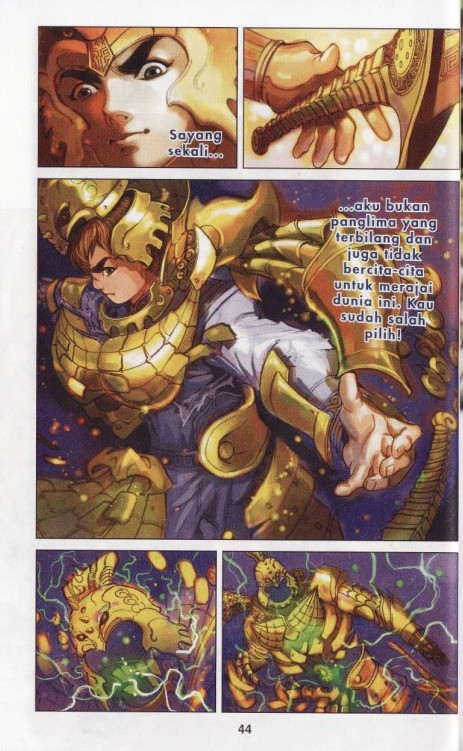 Sayang
sekali...
...aku bukan
panglima yang
terbilang dan
juga tidak
bercita-cita
untuk merajai
dunia ini. Kau
sudah salah
pilih!
44